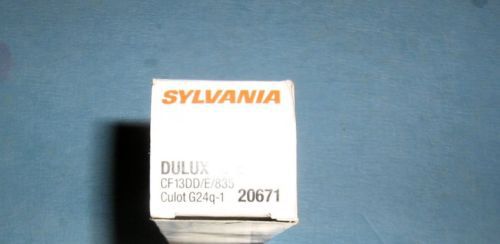 SYLVANIA
DULUX
CF13DD/E/835
Culot G24q-1 20671